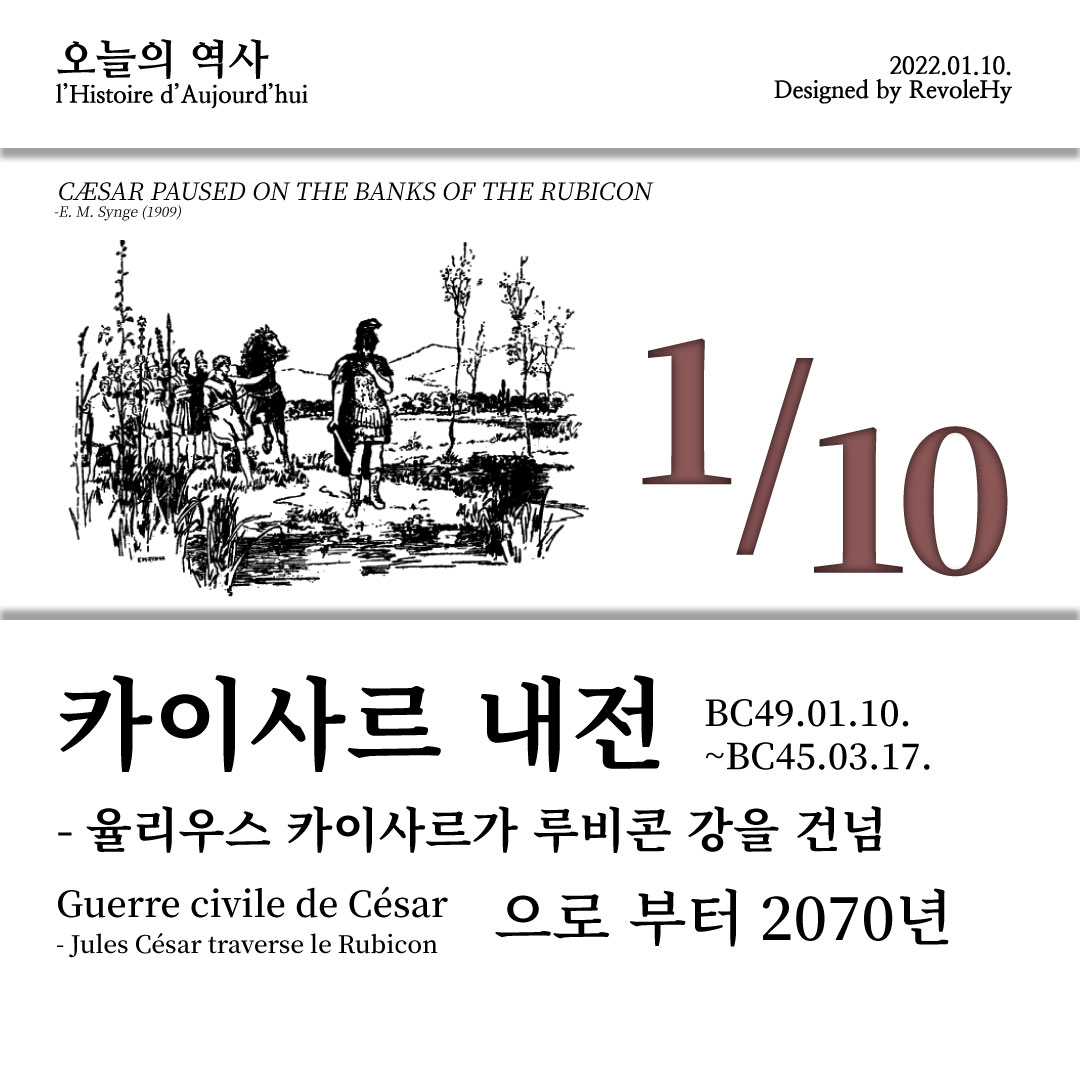 오늘의 역사
l’Histoire d’Aujourd’hui
2022.01.10.
Designed by RevoleHy
CÆSAR PAUSED ON THE BANKS OF THE RUBICON
-E. M. Synge (1909)
1/10
카이사르 내전
BC49.01.10.
~BC45.03.17.
- 율리우스 카이사르가 루비콘 강을 건넘
Guerre civile de César
- Jules César traverse le Rubicon
으로 부터 2070년